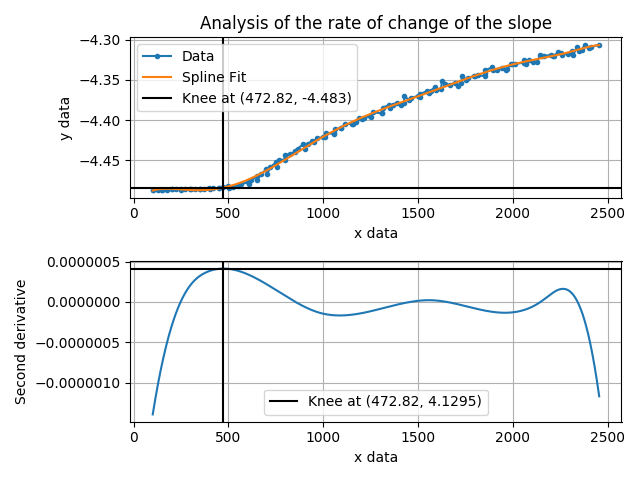 Analysis of the rate of change of the slope
−4.30
−4.35
−4.40
−4.45
y data
Data
Spline Fit
Knee at (472.82, -4.483)
0
500
1000
1500
2000
2500
x data
0.0000005
0.0000000
−0.0000005
−0.0000010
Second derivative
Knee at (472.82, 4.1295)
0
500
1000
1500
2000
2500
x data